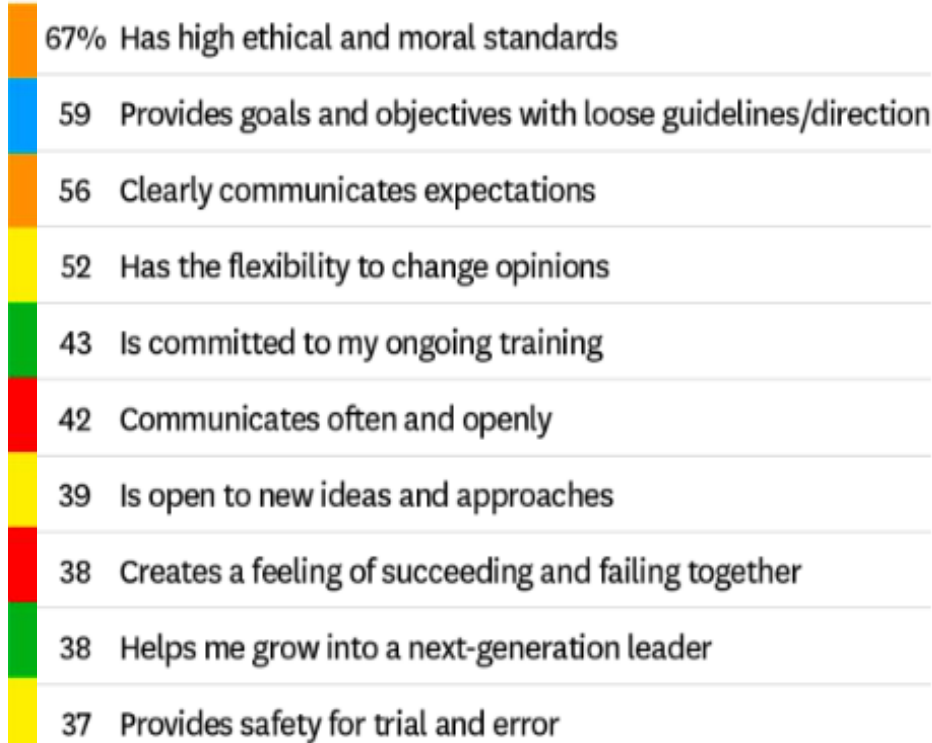 67% Has high ethical and moral standards
59 Provides goals and objectives with loose guidelines/direction
56 Clearly communicates expectations
52 Has the flexibility to change opinions
43 Is committed to my ongoing training
42 Communicates often and openly
39 Is open to new ideas and approaches
38 Creates a feeling of succeeding and failing together
38 Helps me grow into a next-generation leader
37 Provides safety for trial and error